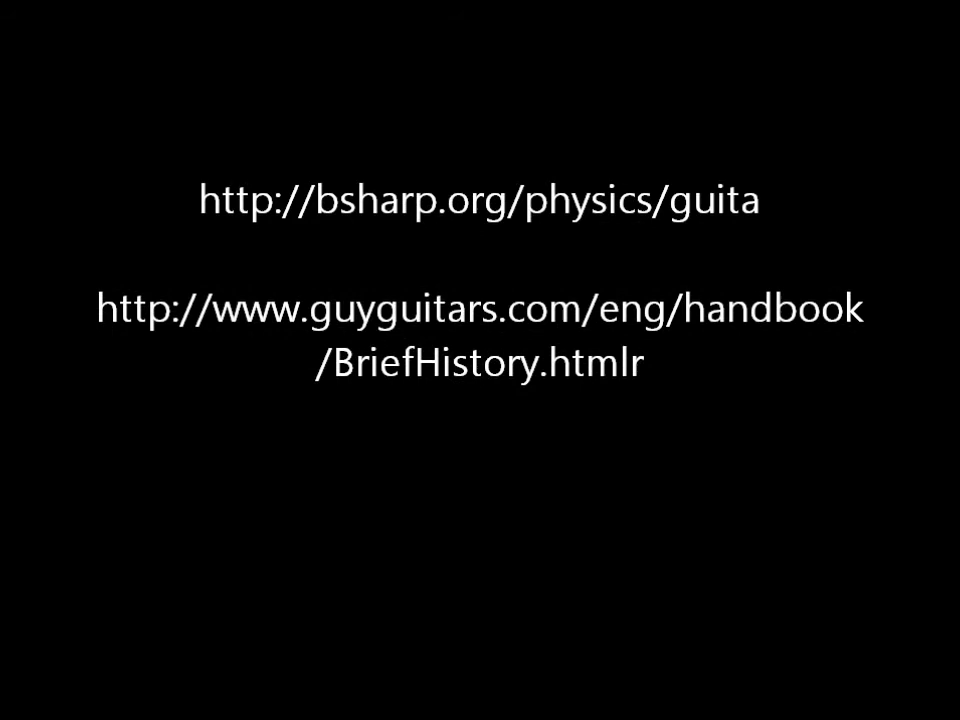 http://bsharp.org/physics/guita
http://www.guyguitars.com/eng/handbook
/BriefHistory.htmlr